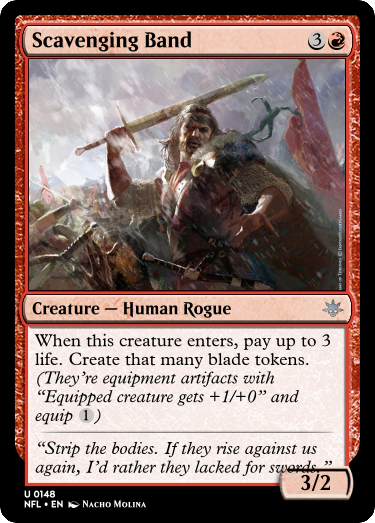 Scavenging Band 3
Creature — Human Rogue
When this creature enters, pay up to 3
life. Create that many blade tokens.
(They're equipment artifacts with
"Equipped creature gets +1/+0" and
equip 1)
"Strip the bodies. If they rise against us
again, I'd rather they lacked for swords."
3/2
U 0148
NFL • EN Nacho Molina